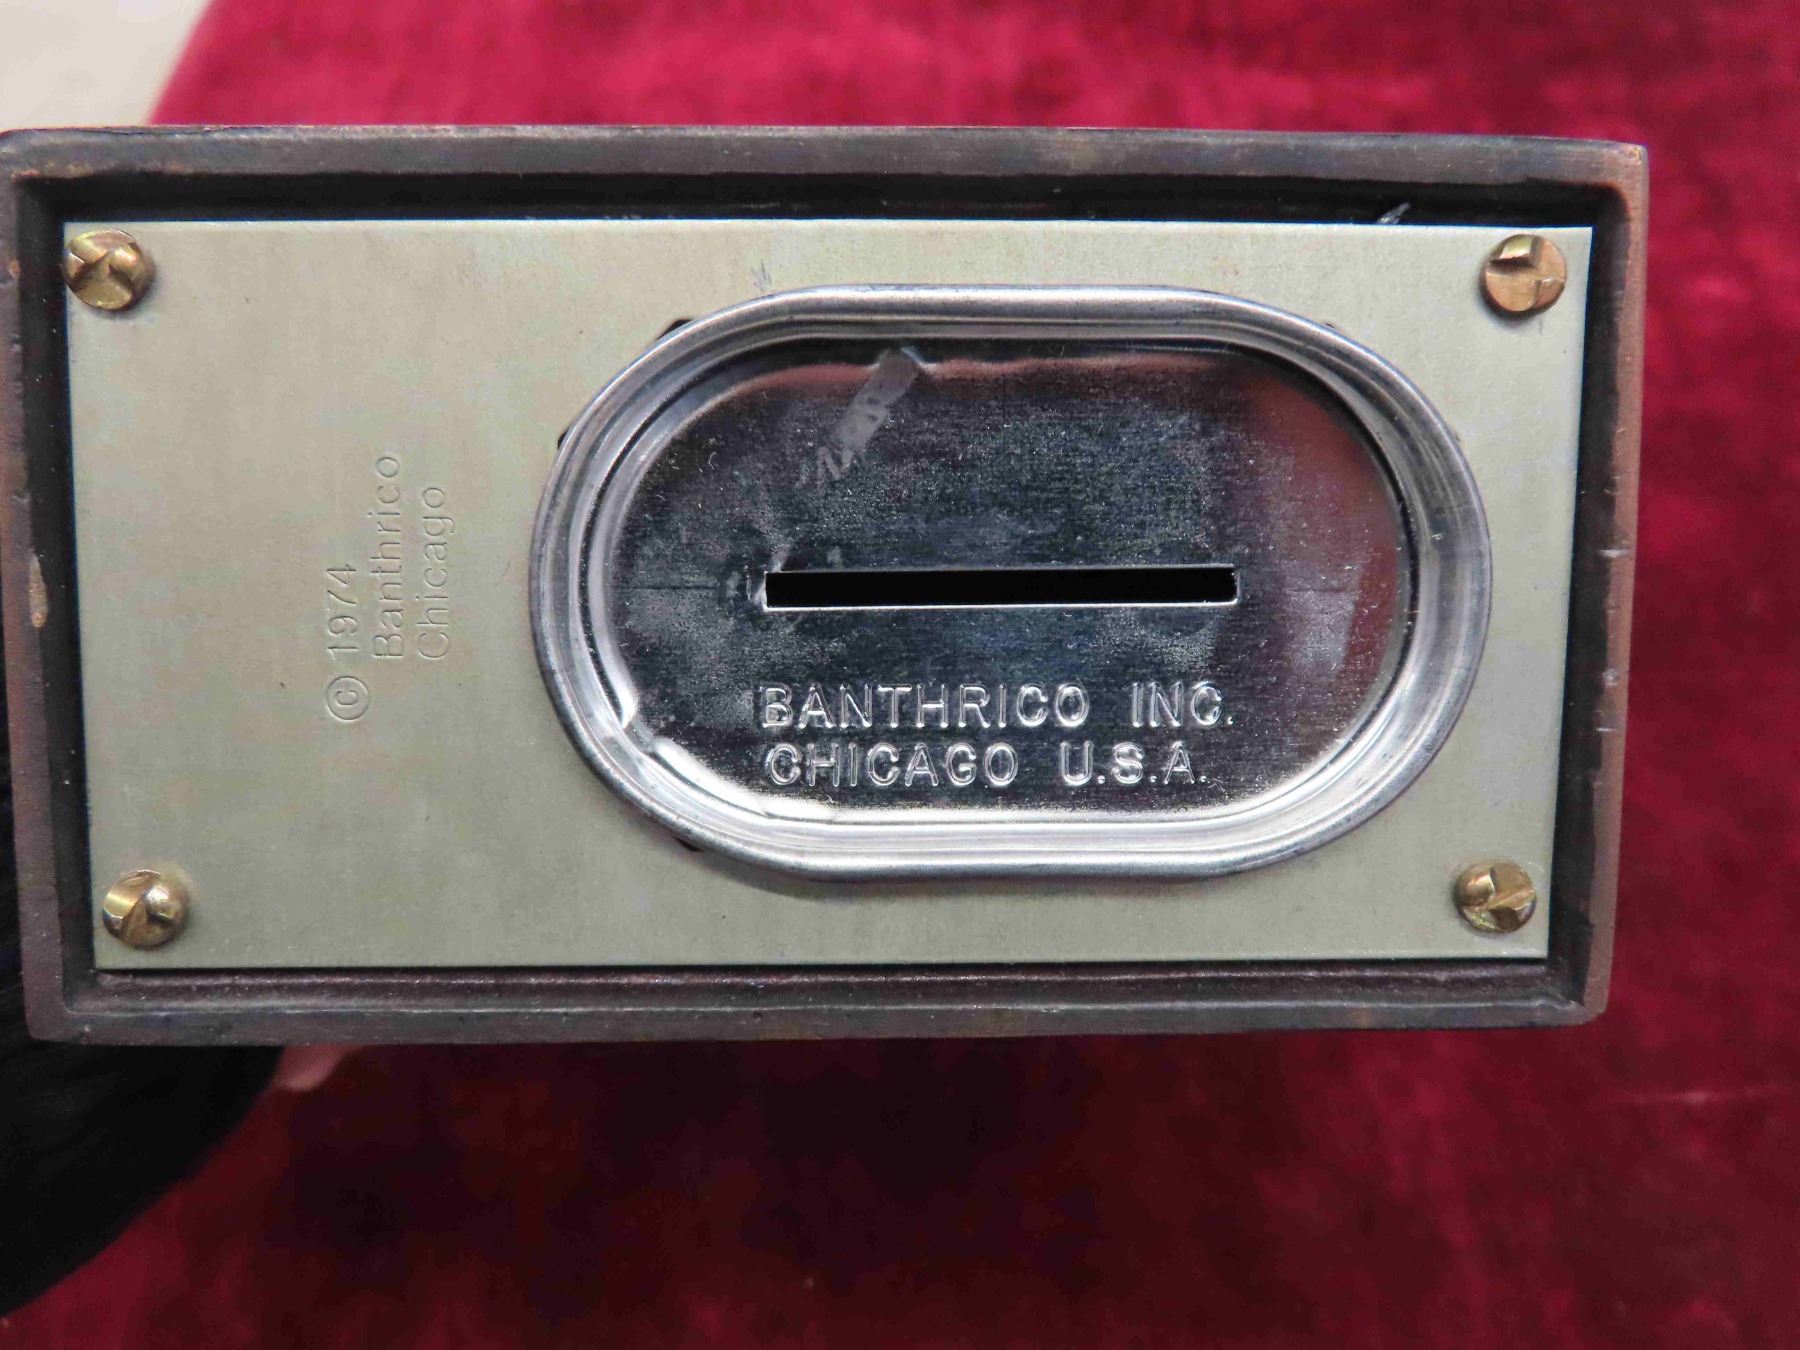 © 1974
Banthrico
Chicago
BANTHRICO INC.
CHICAGO U.S.A.